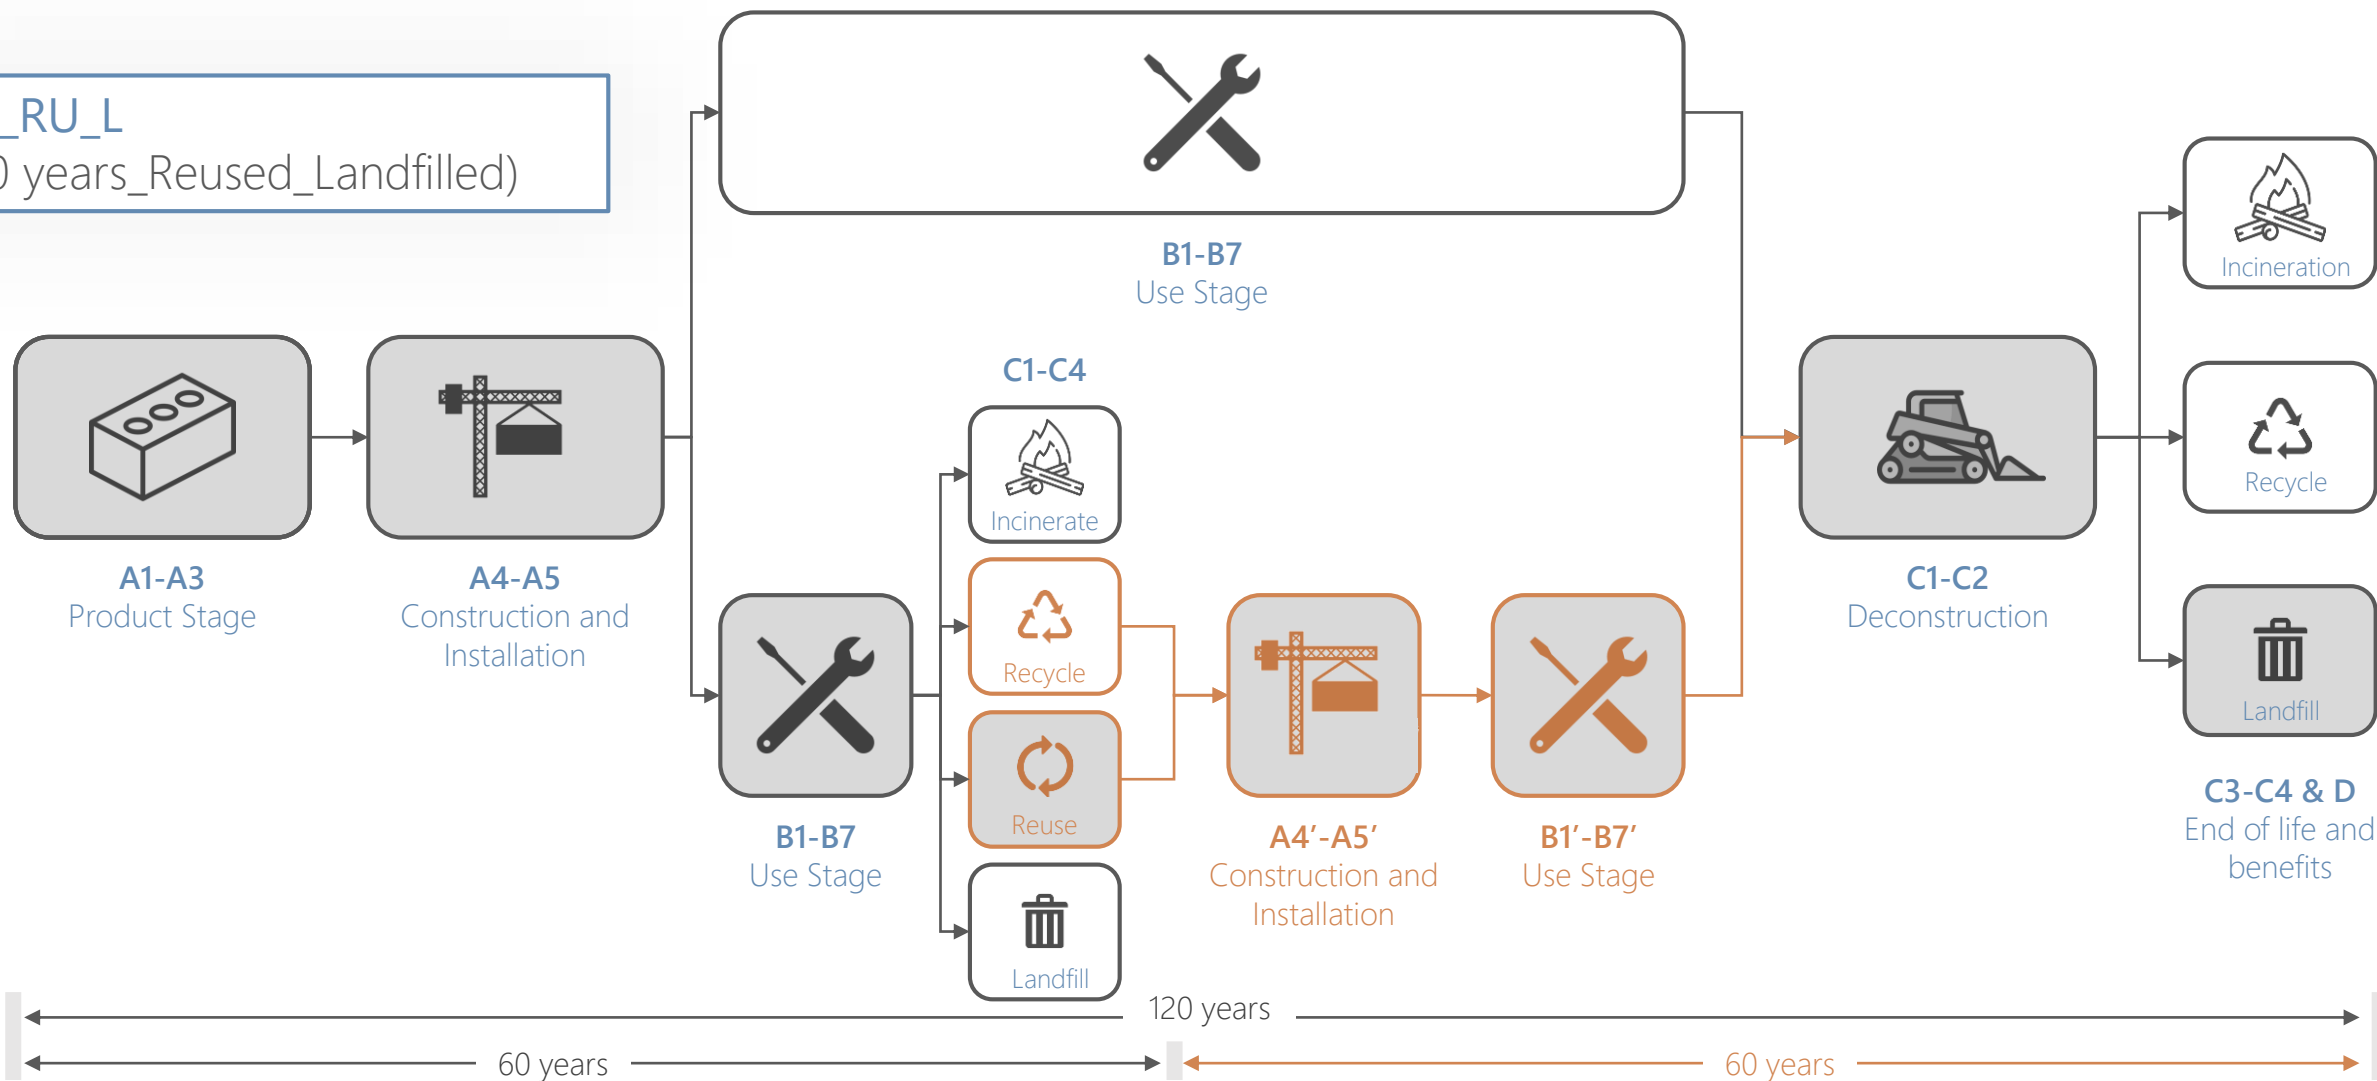 _RU_L
0 years_Reused_Landfilled)
B1-B7
Use Stage
Incineration
C1-C4
Incinerate
Recycle
Recycle
A1-A3
Product Stage
A4-A5
Construction and
Installation
C1-C2
Deconstruction
Landfill
Reuse
C3-C4 & D
End of life and
benefits
B1-B7
Use Stage
A4’-A5’
Construction and
Installation
B1’-B7’
Use Stage
Landfill
120 years
60 years
60 years